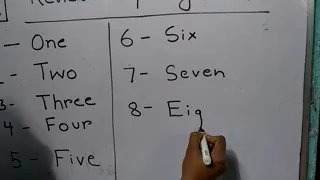 One
Two
3- Three
4- Four
5- Five
6- Six
7- Seven
8- Eig